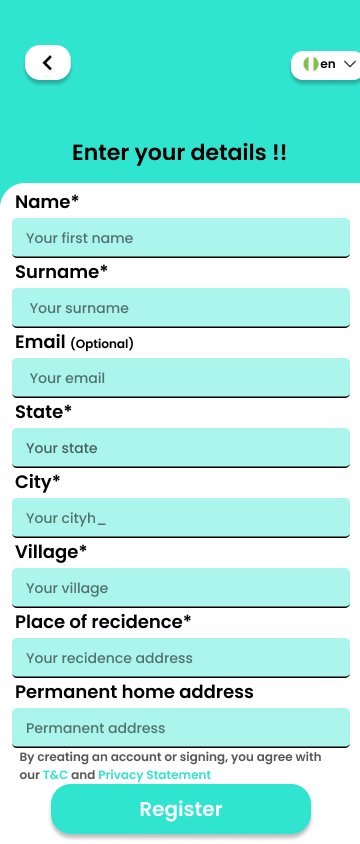 en
Enter your details !!
Name*
Your first name
Surname*
Your surname
Email (Optional)
Your email
State*
Your state
City*
Your cityh_
Village*
Your village
Place of recidence*
Your recidence address
Permanent home address
Permanent address
By creating an account or signing, you agree with
our T&C and Privacy Statement
Register